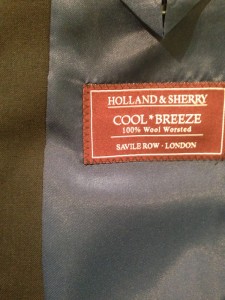 HOLLAND & SHERRY
COOL*BREEZE
100% Wool Worsted
SAVILE ROW · LONDON